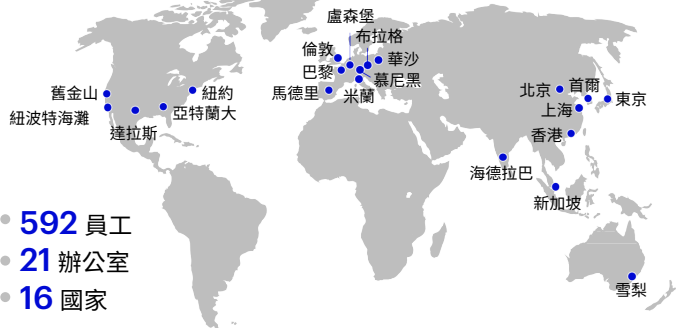 盧森堡
布拉格
倫敦
華沙
巴黎
慕尼黑
馬德里
米蘭
舊金山
紐約
紐波特海灘
亞特蘭大
達拉斯
北京
首爾
上海
東京
香港
海德拉巴
新加坡
雪梨
592 員工
21 辦公室
16 國家